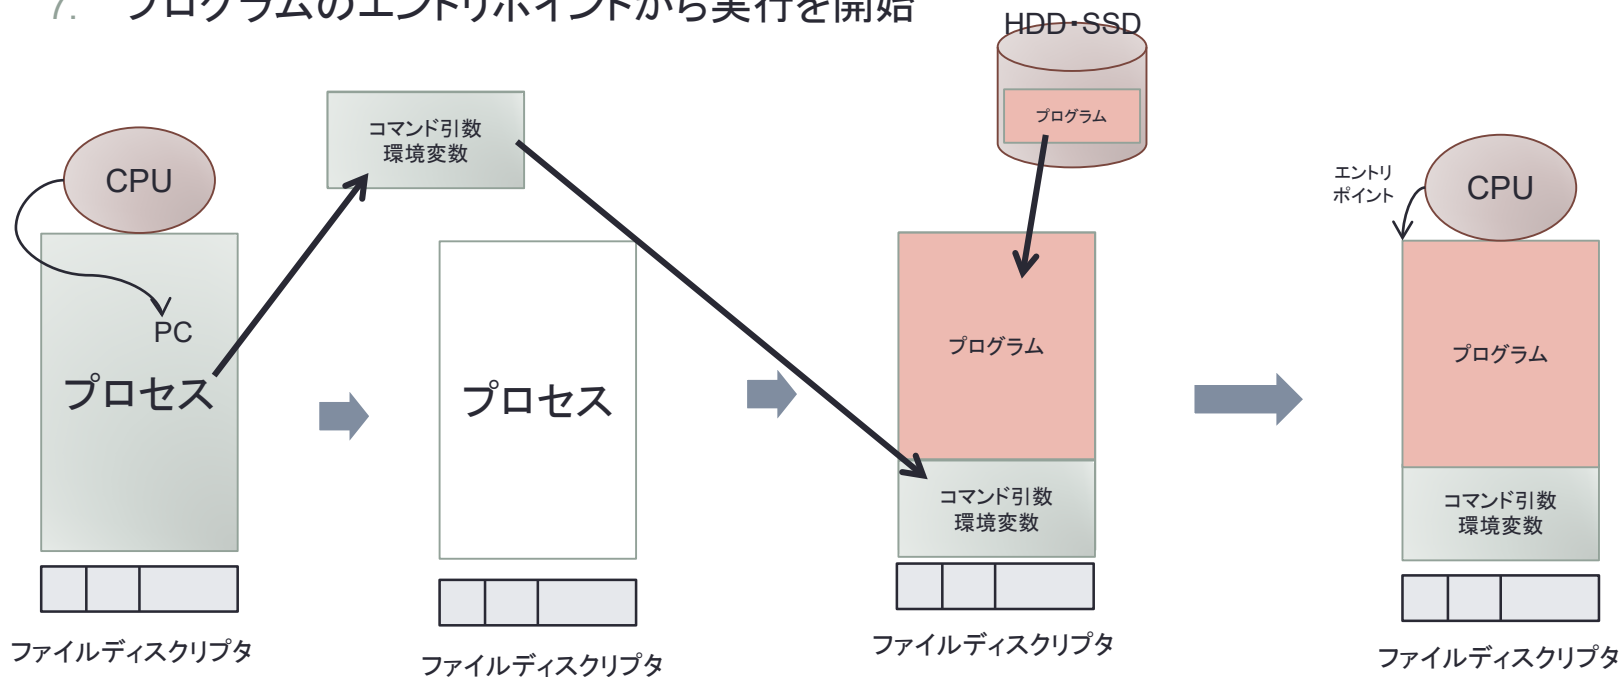 7. プログラムのエントリポイントから実行を開始
HDD・SSD
プログラム
コマンド引数
環境変数
CPU
PC
プロセス
プロセス
プログラム
コマンド引数
環境変数
エントリ
ポイント
CPU
プログラム
コマンド引数
環境変数
ファイルディスクリプタ
ファイルディスクリプタ
ファイルディスクリプタ
ファイルディスクリプタ